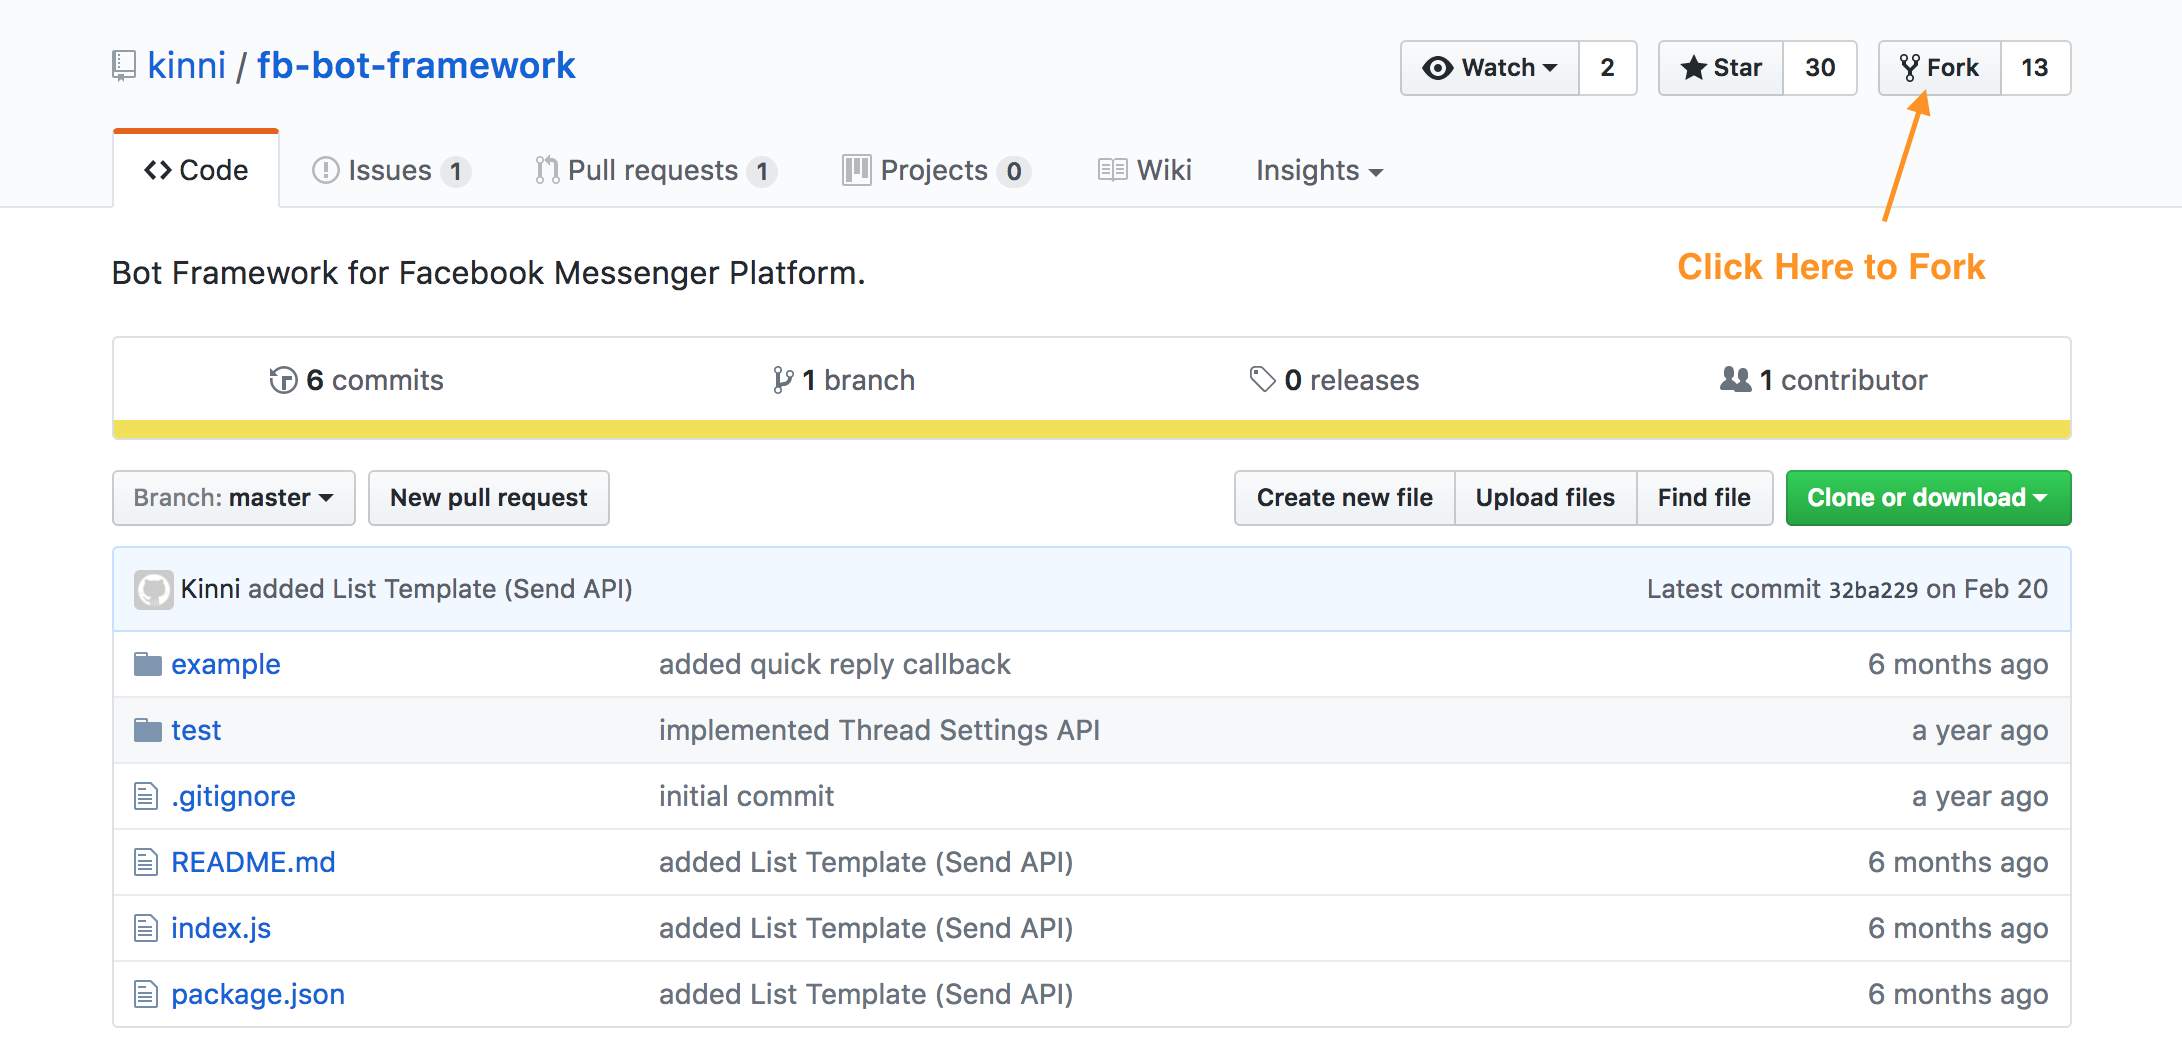 kinni / fb-bot-framework
Watch 2 Star 30 Fork 13
Code Issues 1 Pull requests 1 Projects 0 Wiki Insights
Click Here to Fork
Bot Framework for Facebook Messenger Platform.
6 commits 1 branch 0 releases 1 contributor
Branch: master New pull request Create new file Upload files Find file Clone or download
Kinni added List Template (Send API) Latest commit 32ba229 on Feb 20
example added quick reply callback 6 months ago
test implemented Thread Settings API a year ago
.gitignore initial commit a year ago
README.md added List Template (Send API) 6 months ago
index.js added List Template (Send API) 6 months ago
package.json added List Template (Send API) 6 months ago